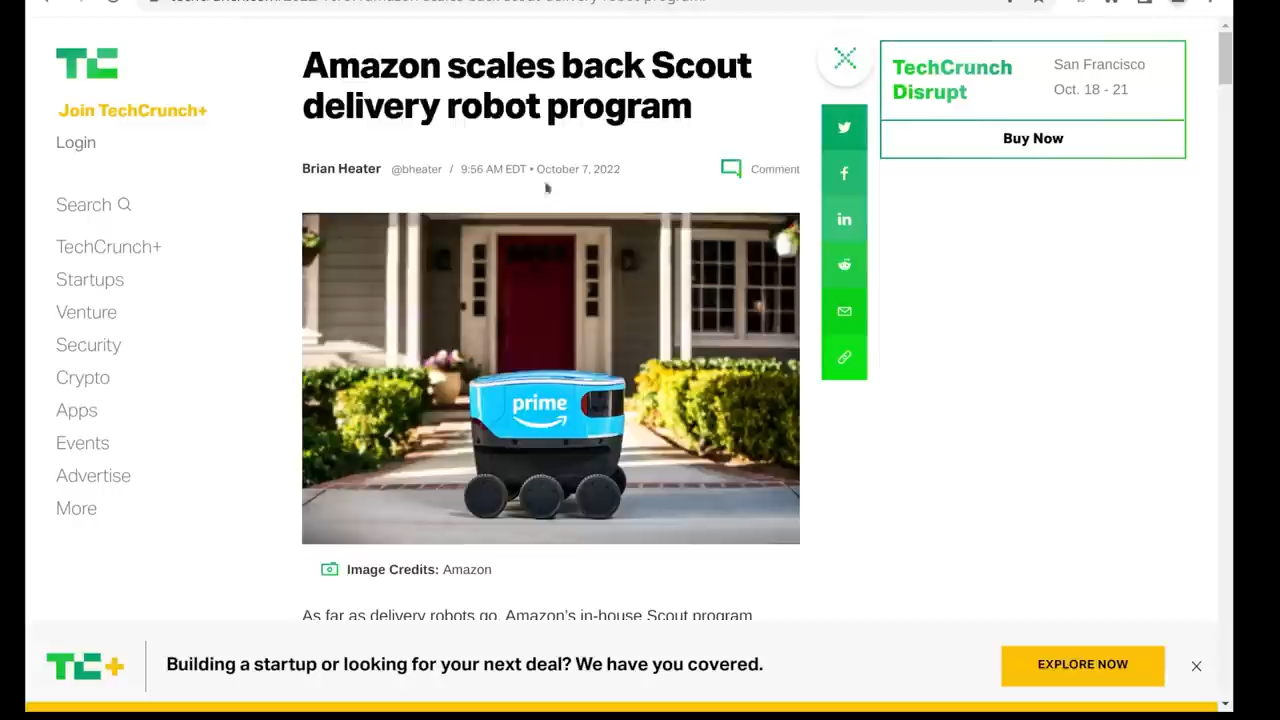 Amazon scales back Scout
delivery robot program
Brian Heater @bheater / 9:56 AM EDT • October 7, 2022
Comment
TC
Join TechCrunch+
Login
Search
TechCrunch+
Startups
Venture
Security
Crypto
Apps
Events
Advertise
More
prime
Image Credits: Amazon
As far as delivery robots go, Amazon's in-house Scout program
TechCrunch
Disrupt
San Francisco
Oct. 18 - 21
Buy Now
TC+
Building a startup or looking for your next deal? We have you covered.
EXPLORE NOW